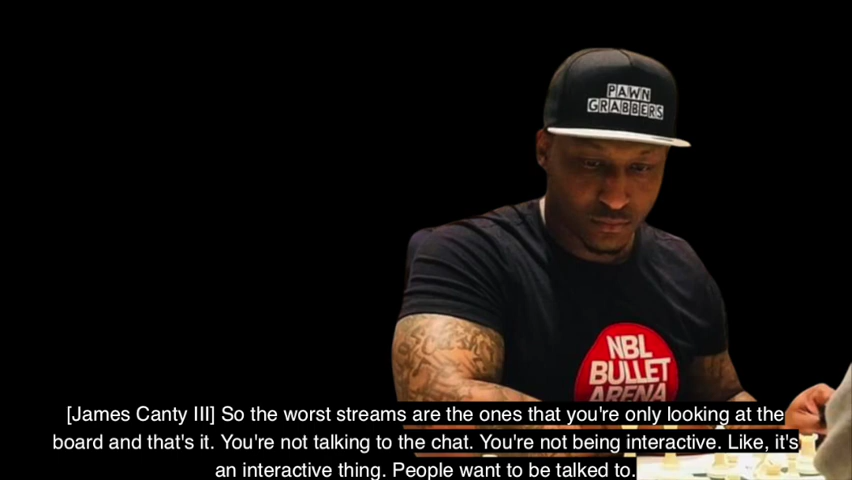 PAWN
GRABBERS
NBL
BULLET
ARENA
[James Canty III] So the worst streams are the ones that you're only looking at the
board and that's it. You're not talking to the chat. You're not being interactive. Like, it's
an interactive thing. People want to be talked to.